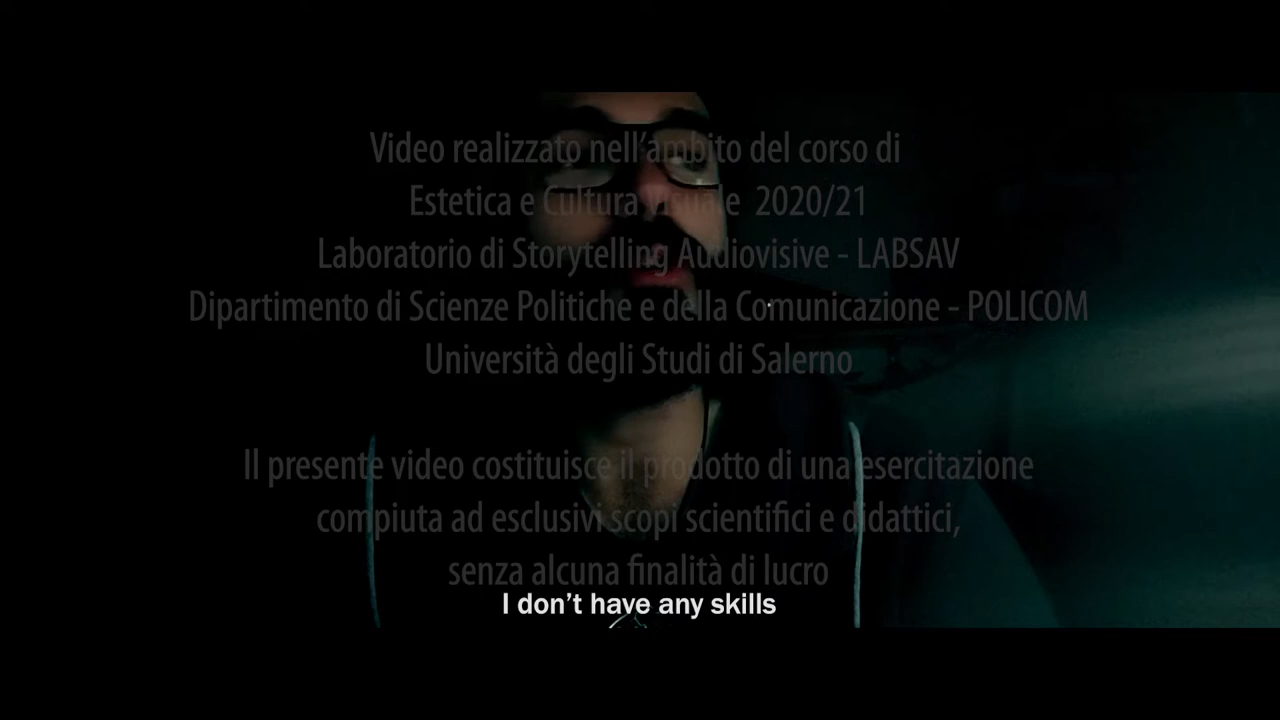 Video realizzato nell'ambito del corso di
Estetica e Cultura Visuale 2020/21
Laboratorio di Storytelling Audiovisive - LABSAV
Dipartimento di Scienze Politiche e della Comunicazione - POLICOM
Università degli Studi di Salerno
Il presente video costituisce il prodotto di una esercitazione
compiuta ad esclusivi scopi scientifici e didattici,
senza alcuna finalità di lucro
I don't have any skills